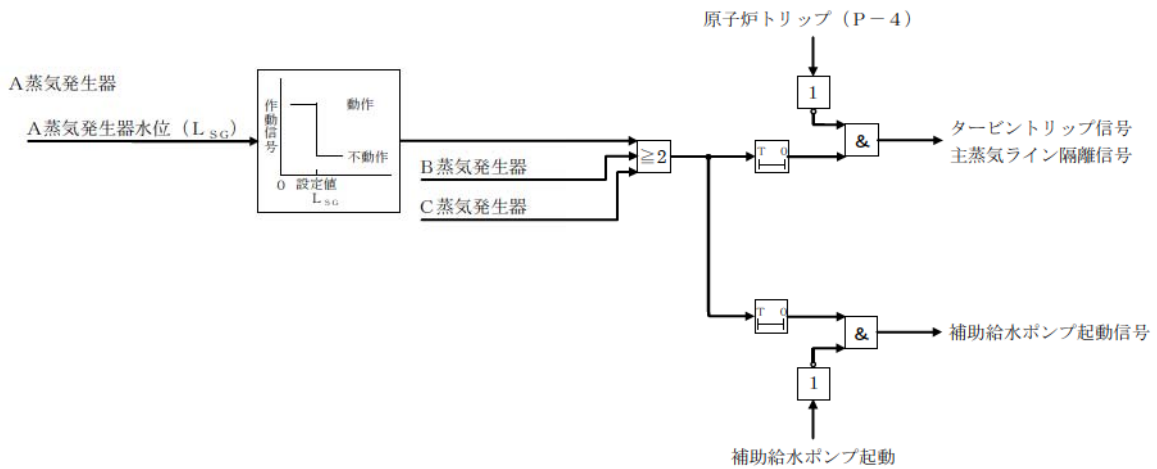 原子炉トリップ(P－4)
A蒸気発生器
A蒸気発生器水位(L SG)
作動信号
動作
不動作
0
設定値
L SG
B蒸気発生器
C蒸気発生器
≧2
1
T 0
&
タービントリップ信号
主蒸気ライン隔離信号
T 0
&
補助給水ポンプ起動信号
1
補助給水ポンプ起動